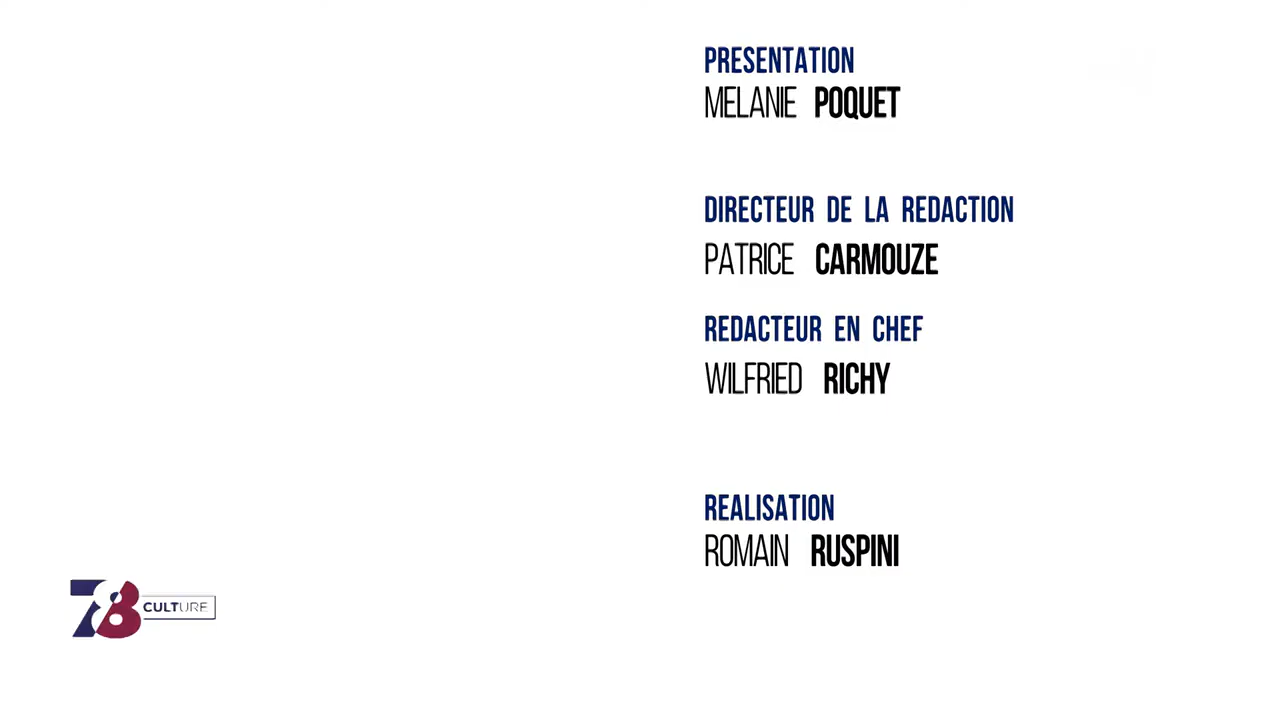 PRESENTATION
MELANIE POQUET
DIRECTEUR DE LA REDACTION
PATRICE CARMOUZE
REDACTEUR EN CHEF
WILFRIED RICHY
REALISATION
ROMAIN RUSPINI
78 CULTURE